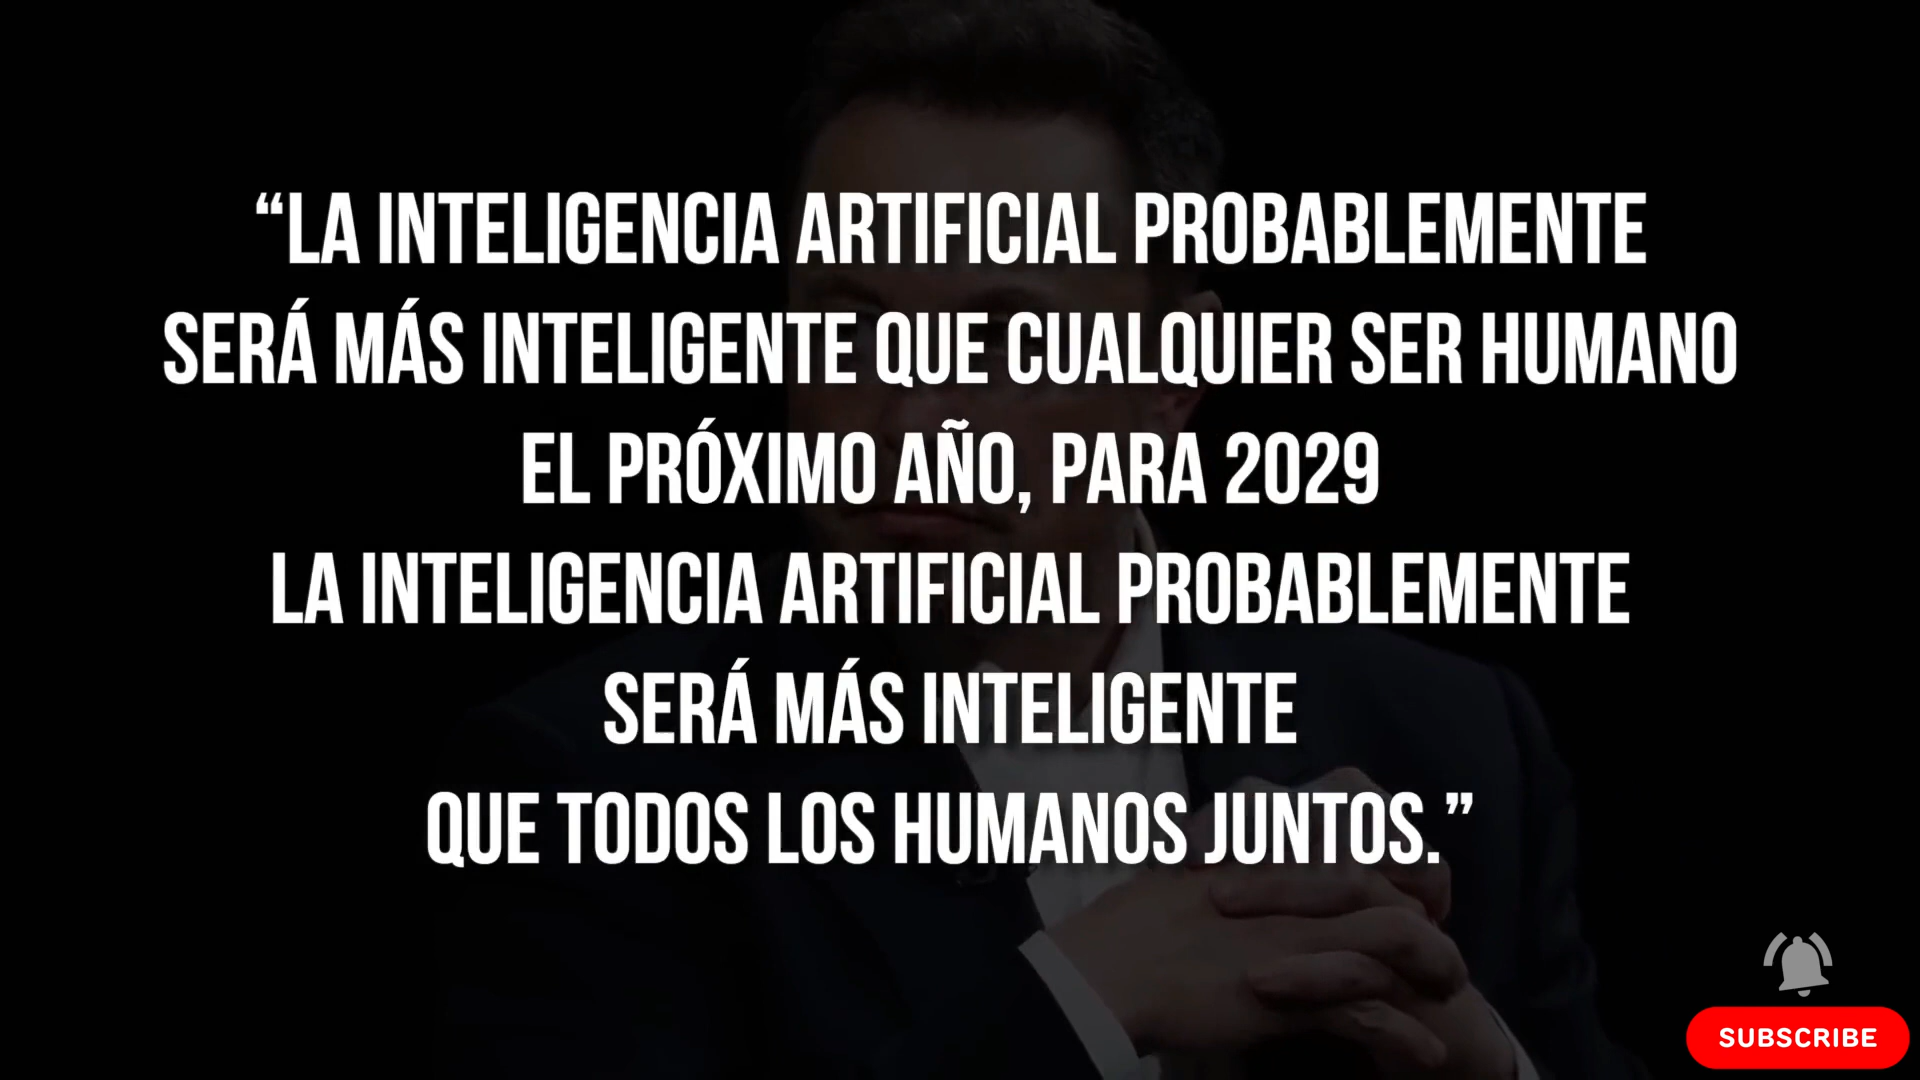 “LA INTELIGENCIA ARTIFICIAL PROBABLEMENTE
SERÁ MÁS INTELIGENTE QUE CUALQUIER SER HUMANO
EL PRÓXIMO AÑO, PARA 2029
LA INTELIGENCIA ARTIFICIAL PROBABLEMENTE
SERÁ MÁS INTELIGENTE
QUE TODOS LOS HUMANOS JUNTOS.”
SUBSCRIBE